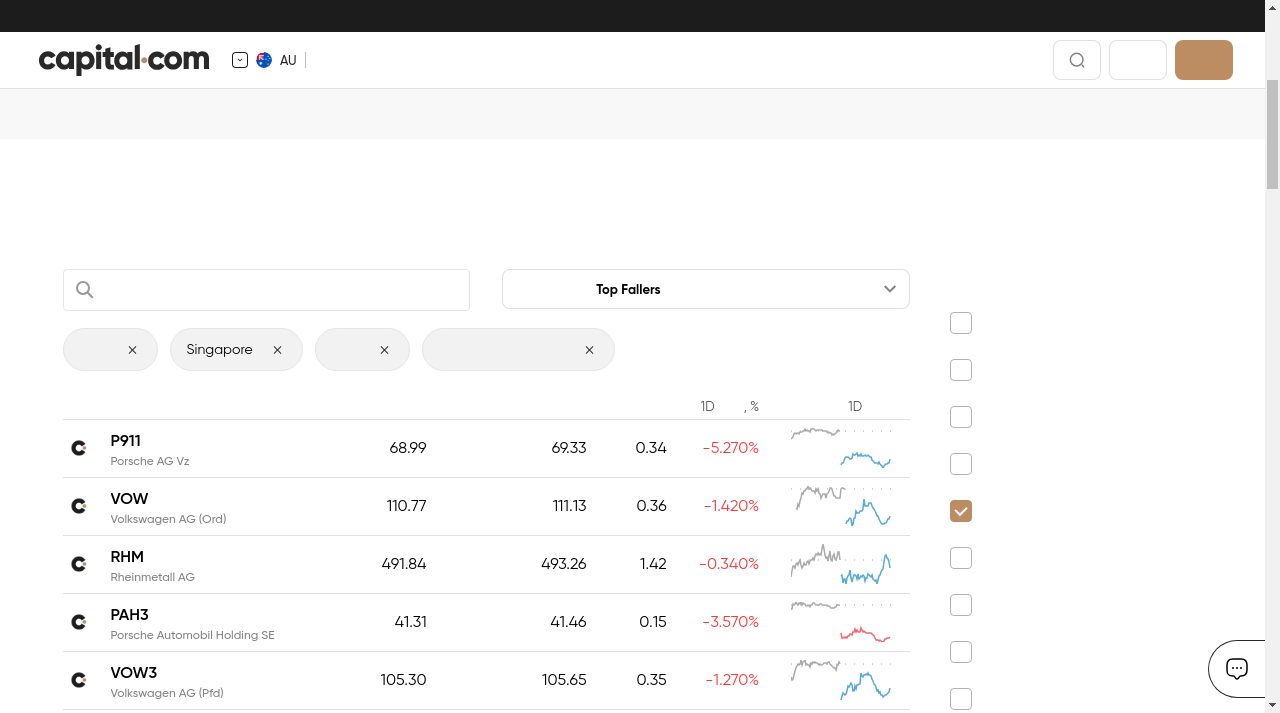 capital.com
AU
Top Fallers
Singapore
1D , % 1D
P911 68.99 69.33 0.34 -5.270%
Porsche AG Vz
VOW 110.77 111.13 0.36 -1.420%
Volkswagen AG (Ord)
RHM 491.84 493.26 1.42 -0.340%
Rheinmetall AG
PAH3 41.31 41.46 0.15 -3.570%
Porsche Automobil Holding SE
VOW3 105.30 105.65 0.35 -1.270%
Volkswagen AG (Pfd)